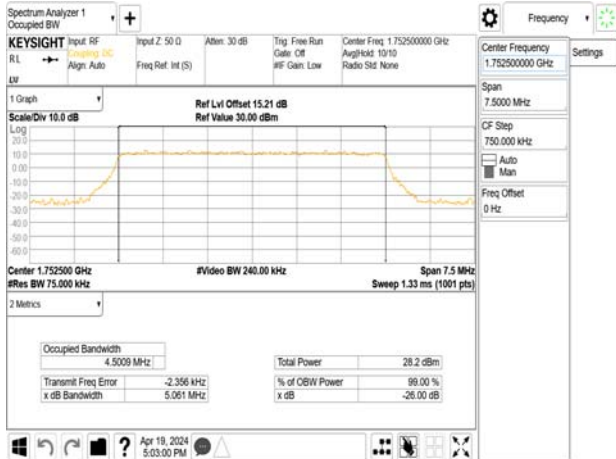 Spectrum Analyzer 1
Occupied BW
+
Frequency
KEYSIGHT Input: RF
RL Coupling: DC
Align: Auto
LW
Input Z: 50 Ω
Freq Ref: Int (S)
Atten: 30 dB
Trig: Free Run
Gate: Off
#IF Gain: Low
Center Freq: 1.752500000 GHz
Avg|Hold: 10/10
Radio Std: None
Center Frequency
1.752500000 GHz
Settings
Span
7.5000 MHz
CF Step
750.000 kHz
Auto
Man
Freq Offset
0 Hz
1 Graph
Scale/Div 10.0 dB
Ref Lvl Offset 15.21 dB
Ref Value 30.00 dBm
Log
20.0
10.0
0.00
-10.0
-20.0
-30.0
-40.0
-50.0
-60.0
Center 1.752500 GHz
#Res BW 75.000 kHz
#Video BW 240.00 kHz
Span 7.5 MHz
Sweep 1.33 ms (1001 pts)
2 Metrics
Occupied Bandwidth
4.5009 MHz
Transmit Freq Error -2.356 kHz
x dB Bandwidth 5.061 MHz
Total Power 28.2 dBm
% of OBW Power 99.00 %
x dB -26.00 dB
?
Apr 19, 2024
5:03:00 PM